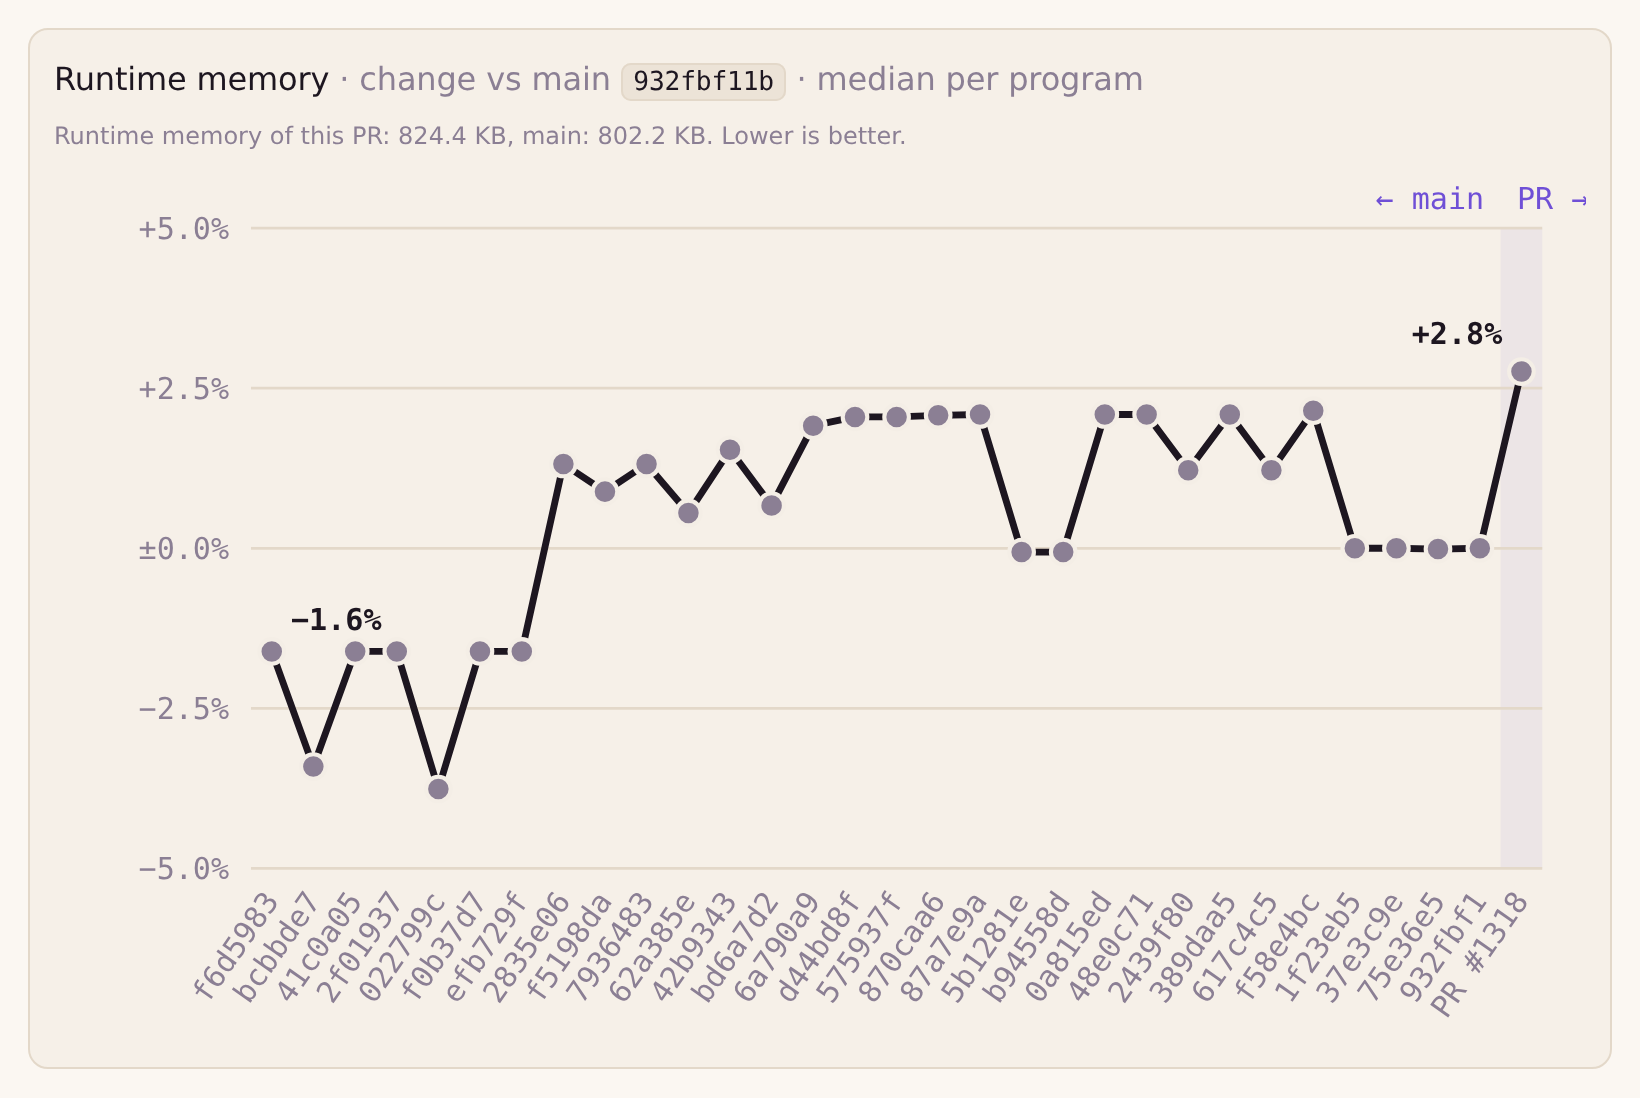 Runtime memory · change vs main 932fbf11b · median per program
Runtime memory of this PR: 824.4 KB, main: 802.2 KB. Lower is better.
← main PR →
+5.0%
+2.8%
+2.5%
±0.0%
−1.6%
−2.5%
−5.0%
f6d5983
bcbbde7
41c0a05
2f01937
022799c
f0b37d7
efb729f
2835e06
f5198da
7936483
62a385e
42b9343
bd6a7d2
6a790a9
d44bd8f
575937f
870caa6
87a7e9a
5b1281e
b94558d
0a815ed
48e0c71
2439f80
389daa5
617c4c5
f58e4bc
1f23eb5
37e3c9e
75e36e5
932fbf1
PR #1318